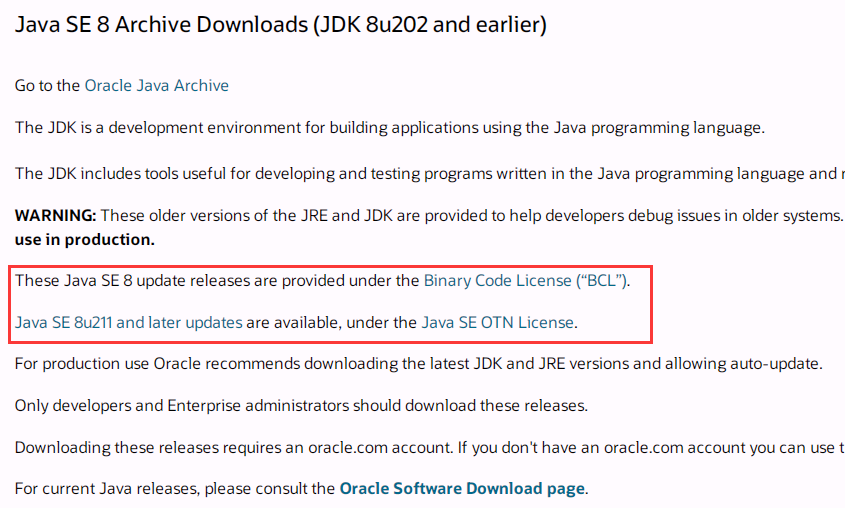 Java SE 8 Archive Downloads (JDK 8u202 and earlier)
Go to the Oracle Java Archive
The JDK is a development environment for building applications using the Java programming language.
The JDK includes tools useful for developing and testing programs written in the Java programming language and r
WARNING: These older versions of the JRE and JDK are provided to help developers debug issues in older systems.
use in production.
These Java SE 8 update releases are provided under the Binary Code License (“BCL”).
Java SE 8u211 and later updates are available, under the Java SE OTN License.
For production use Oracle recommends downloading the latest JDK and JRE versions and allowing auto-update.
Only developers and Enterprise administrators should download these releases.
Downloading these releases requires an oracle.com account. If you don't have an oracle.com account you can use t
For current Java releases, please consult the Oracle Software Download page.